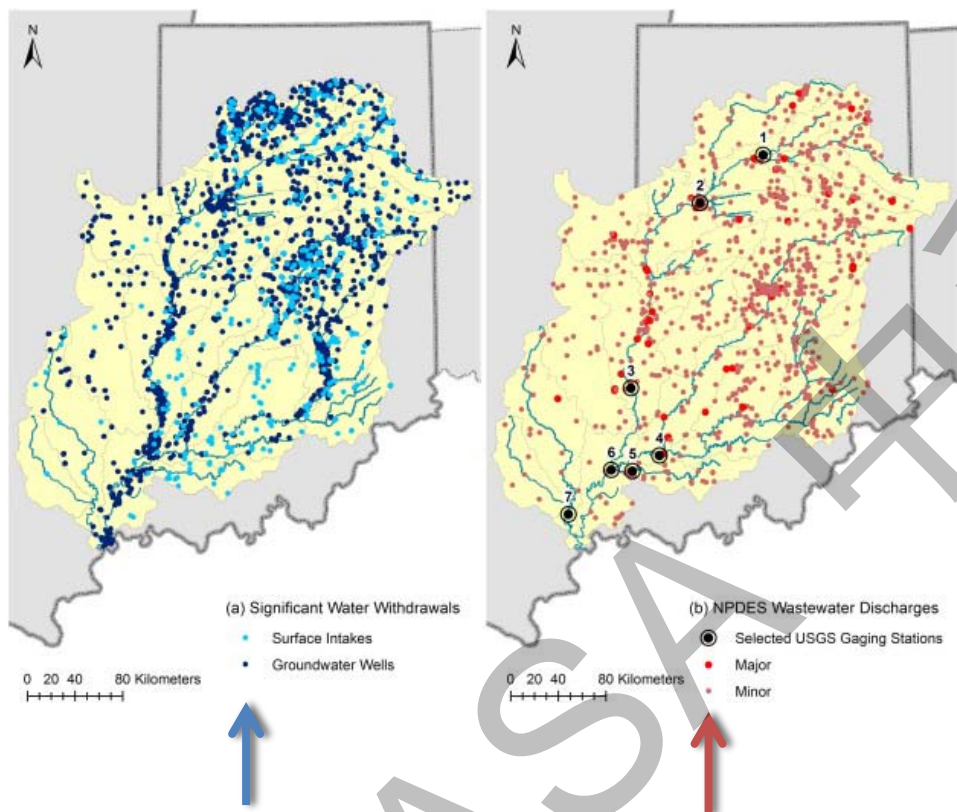 N
(a) Significant Water Withdrawals
Surface Intakes
Groundwater Wells
0 20 40 80 Kilometers
N
1
2
3
4
5
6
7
(b) NPDES Wastewater Discharges
Selected USGS Gaging Stations
Major
Minor
0 20 40 80 Kilometers